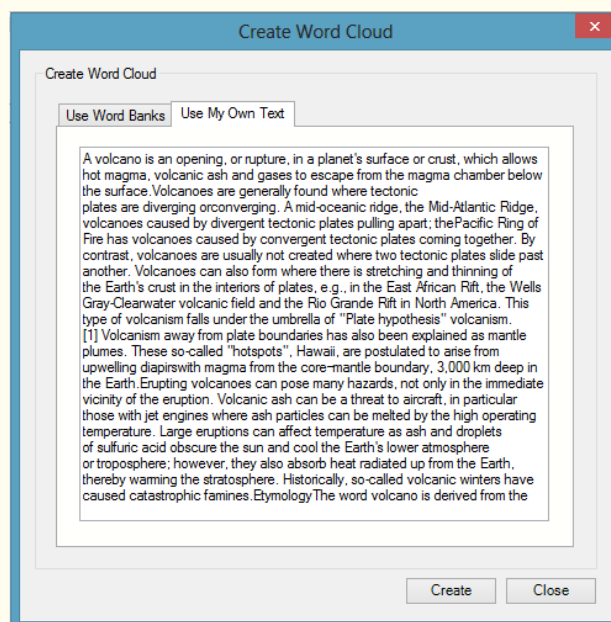 Create Word Cloud
Create Word Cloud
Use Word Banks
Use My Own Text
A volcano is an opening, or rupture, in a planet's surface or crust, which allows
hot magma, volcanic ash and gases to escape from the magma chamber below
the surface.Volcanoes are generally found where tectonic
plates are diverging orconverging. A mid-oceanic ridge, the Mid-Atlantic Ridge,
volcanoes caused by divergent tectonic plates pulling apart; thePacific Ring of
Fire has volcanoes caused by convergent tectonic plates coming together. By
contrast, volcanoes are usually not created where two tectonic plates slide past
another. Volcanoes can also form where there is stretching and thinning of
the Earth's crust in the interiors of plates, e.g., in the East African Rift, the Wells
Gray-Clearwater volcanic field and the Rio Grande Rift in North America. This
type of volcanism falls under the umbrella of "Plate hypothesis" volcanism.
[1] Volcanism away from plate boundaries has also been explained as mantle
plumes. These so-called "hotspots", Hawaii, are postulated to arise from
upwelling diapirswith magma from the core–mantle boundary, 3,000 km deep in
the Earth.Erupting volcanoes can pose many hazards, not only in the immediate
vicinity of the eruption. Volcanic ash can be a threat to aircraft, in particular
those with jet engines where ash particles can be melted by the high operating
temperature. Large eruptions can affect temperature as ash and droplets
of sulfuric acid obscure the sun and cool the Earth's lower atmosphere
or troposphere; however, they also absorb heat radiated up from the Earth,
thereby warming the stratosphere. Historically, so-called volcanic winters have
caused catastrophic famines.EtymologyThe word volcano is derived from the
Create
Close